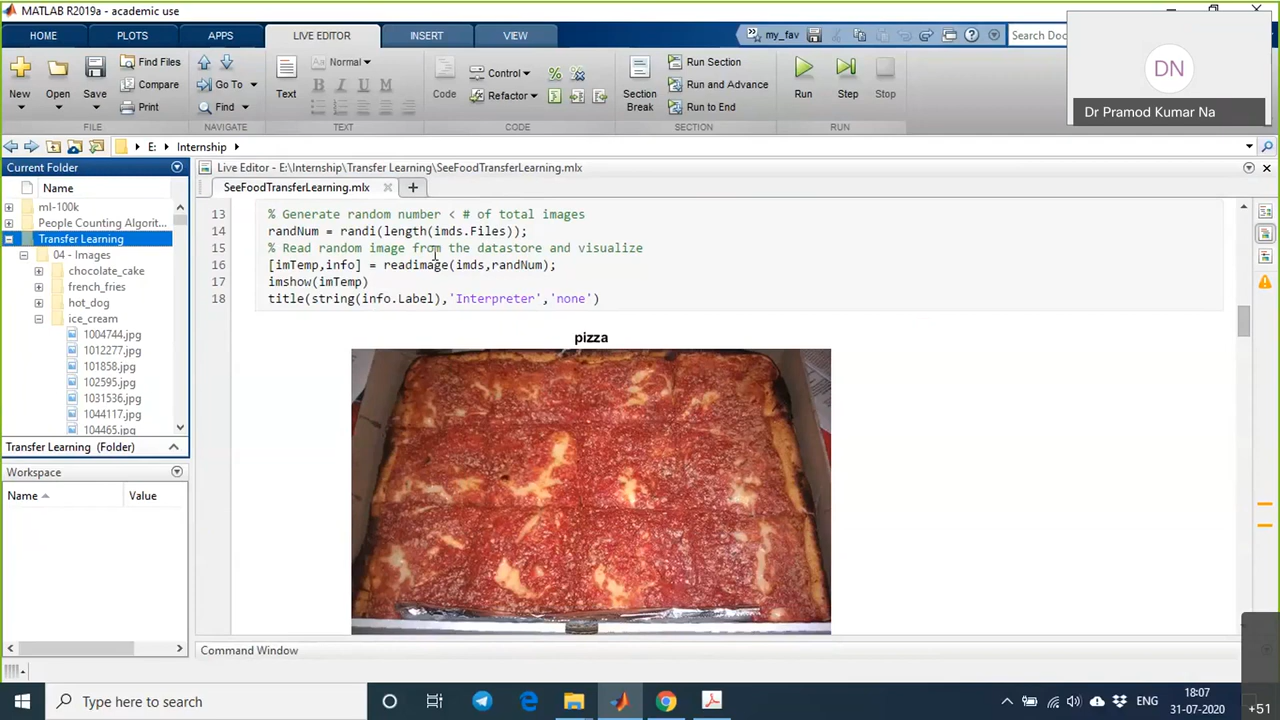 MATLAB R2019a - academic use
HOME PLOTS APPS LIVE EDITOR INSERT VIEW my_fav Search Doc
New Open Save Find Files Compare Print
Go To Find
Text Normal B I U M
Code Control Refactor
Section Break Run Section Run and Advance Run to End
Run Step Stop
FILE NAVIGATE TEXT CODE SECTION RUN
DN
Dr Pramod Kumar Na
E: Internship
Current Folder
Name
ml-100k
People Counting Algorit...
Transfer Learning
04 - Images
chocolate_cake
french_fries
hot_dog
ice_cream
1004744.jpg
1012277.jpg
101858.jpg
102595.jpg
1031536.jpg
1044117.jpg
104465.jpg
Transfer Learning (Folder)
Workspace
Name Value
Live Editor - E:\Internship\Transfer Learning\SeeFoodTransferLearning.mlx
SeeFoodTransferLearning.mlx
13 % Generate random number < # of total images
14 randNum = randi(length(imds.Files));
15 % Read random image from the datastore and visualize
16 [imTemp,info] = readimage(imds,randNum);
17 imshow(imTemp)
18 title(string(info.Label),'Interpreter','none')
pizza
Command Window
Type here to search
ENG
18:07
31-07-2020
+51